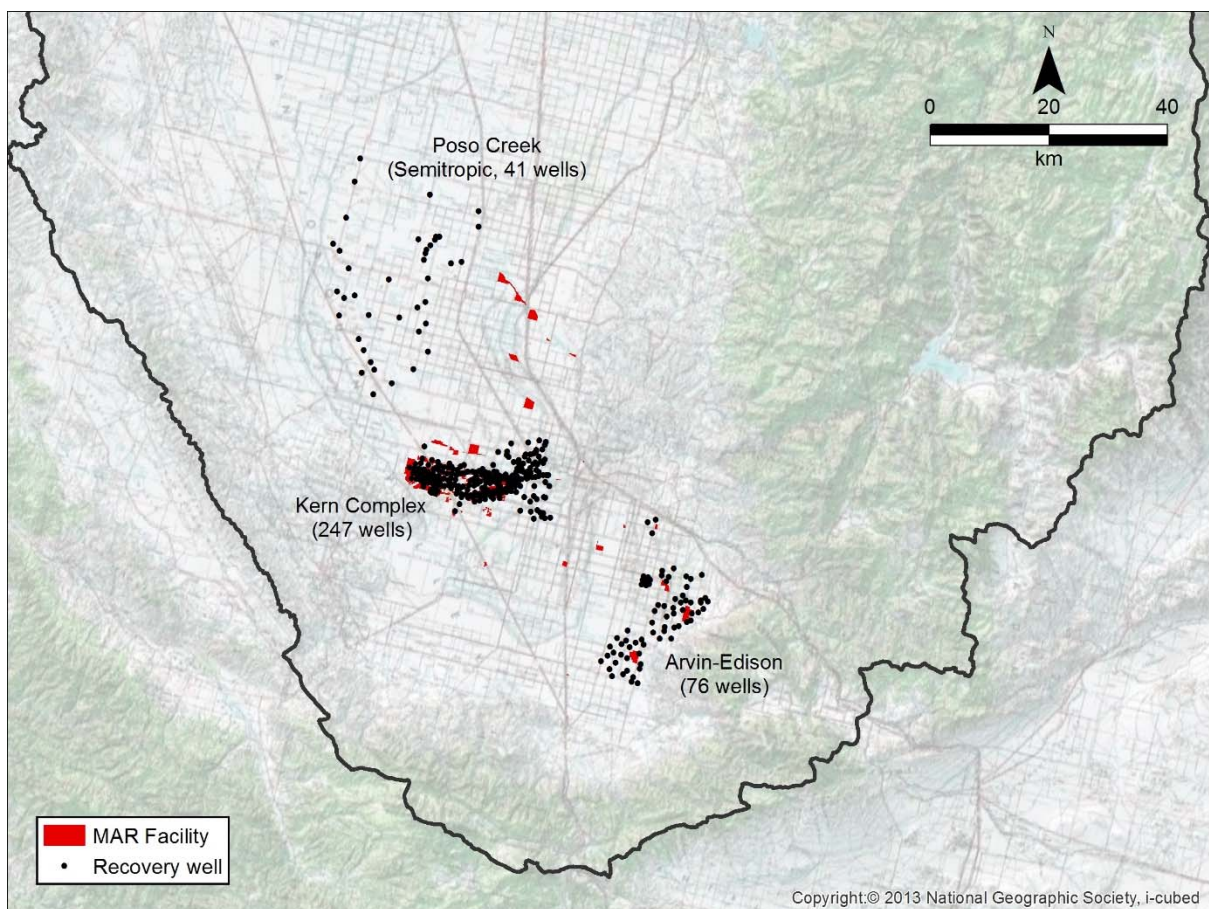 N
0 20 40
km
Poso Creek
(Semitropic, 41 wells)
Kern Complex
(247 wells)
Arvin-Edison
(76 wells)
MAR Facility
Recovery well
Copyright:© 2013 National Geographic Society, i-cubed